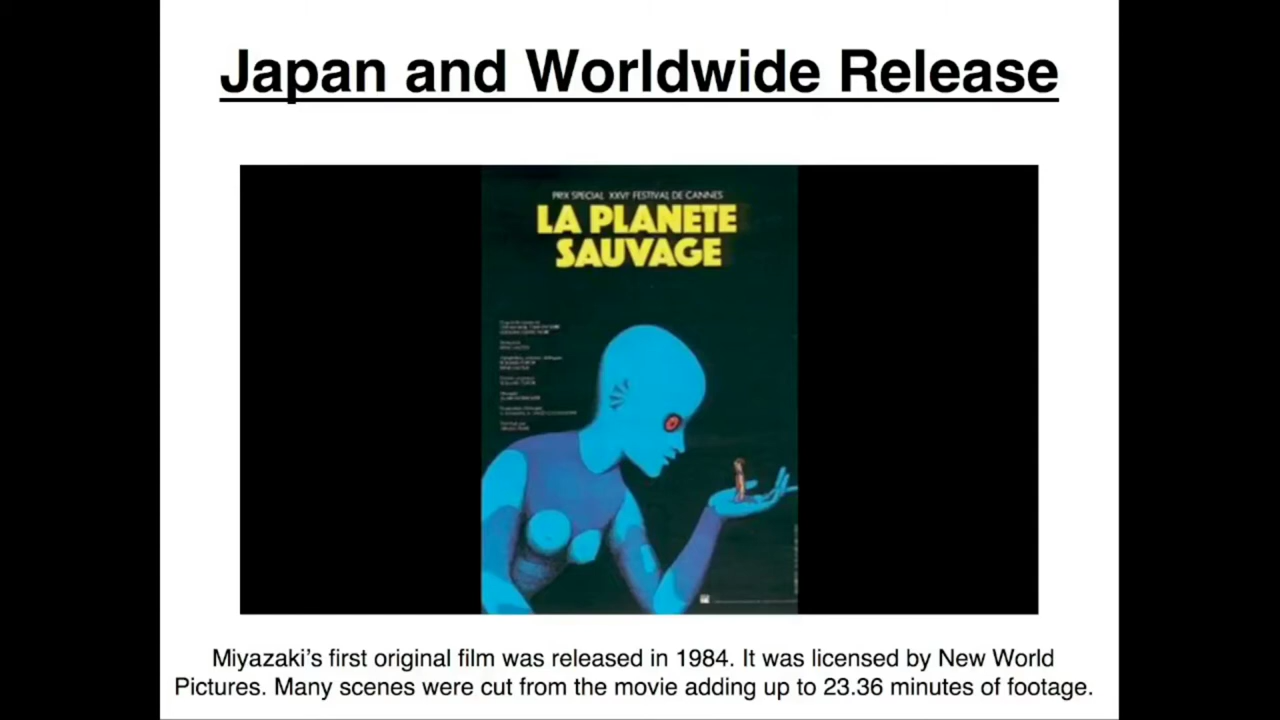 Japan and Worldwide Release
PRIX SPECIAL XXVIᵉ FESTIVAL DE CANNES
LA PLANETE
SAUVAGE
Miyazaki’s first original film was released in 1984. It was licensed by New World
Pictures. Many scenes were cut from the movie adding up to 23.36 minutes of footage.